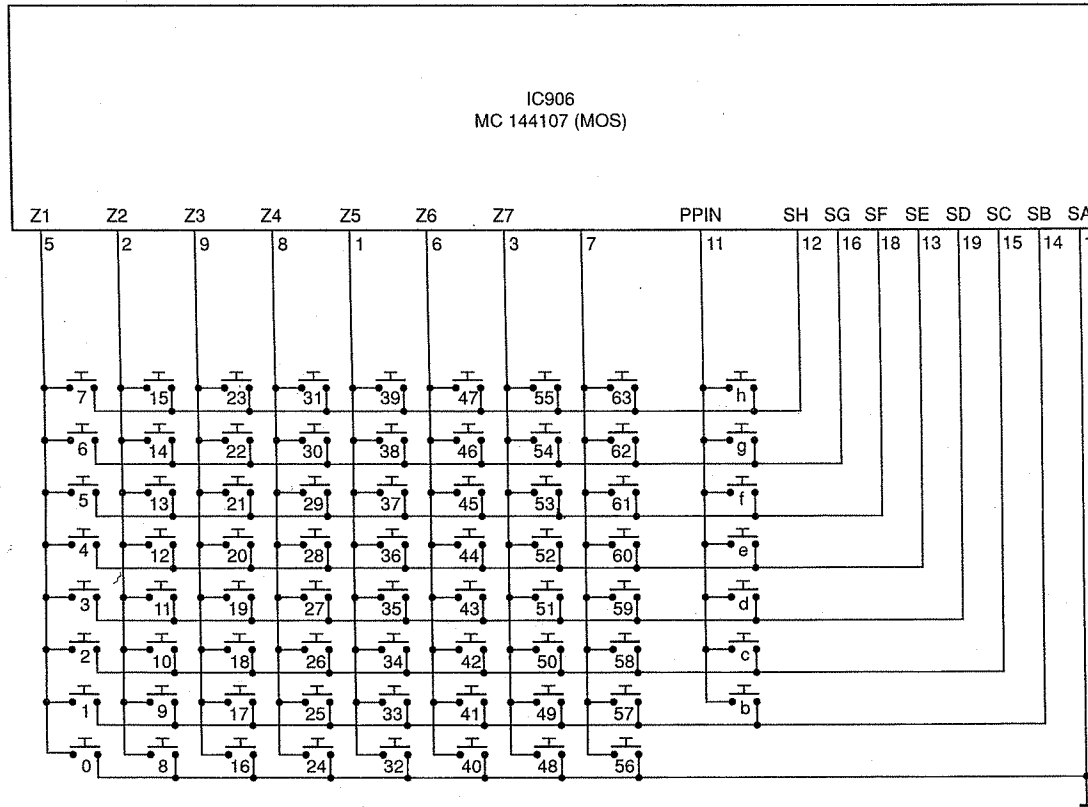 IC906
MC 144107 (MOS)
Z1 Z2 Z3 Z4 Z5 Z6 Z7 PPIN SH SG SF SE SD SC SB SA
5 2 9 8 1 6 3 7 11 12 16 18 13 19 15 14
7 15 23 31 39 47 55 63 h
6 14 22 30 38 46 54 62 g
5 13 21 29 37 45 53 61 f
4 12 20 28 36 44 52 60 e
3 11 19 27 35 43 51 59 d
2 10 18 26 34 42 50 58 c
1 9 17 25 33 41 49 57 b
0 8 16 24 32 40 48 56